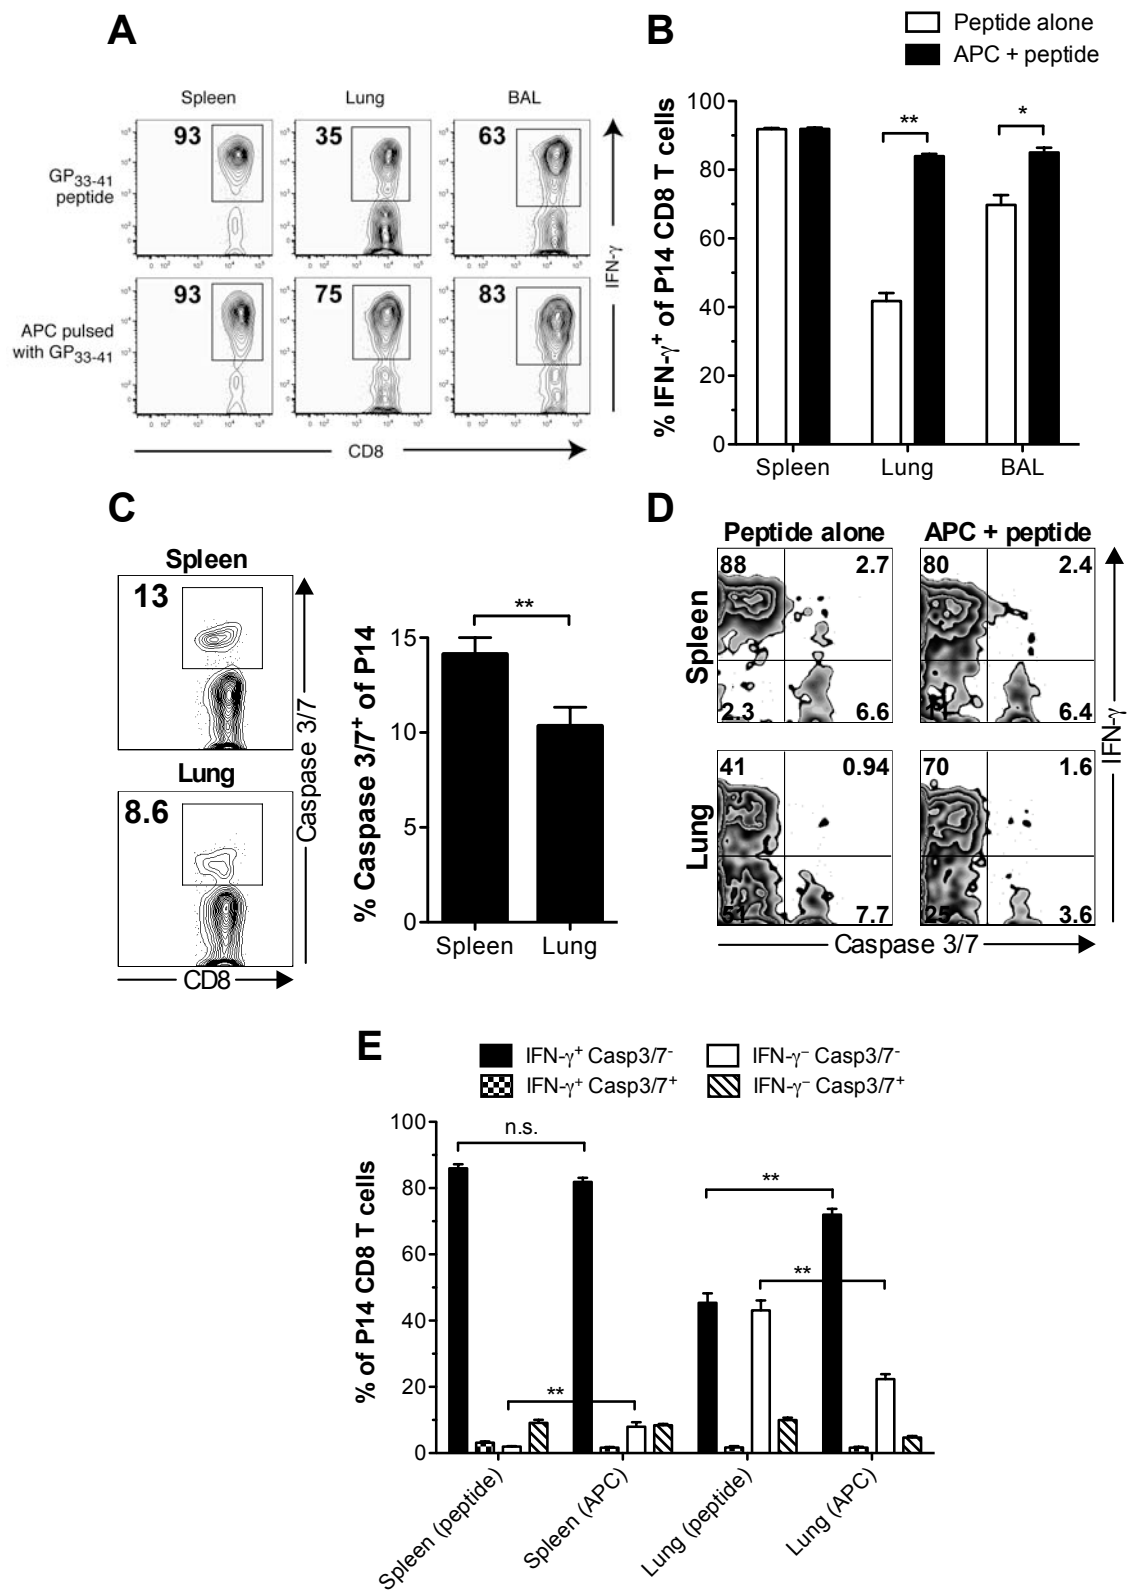 A
Spleen
Lung
BAL
93
35
63
GP33-41
peptide
93
75
83
APC pulsed
with GP33-41
IFN-γ
CD8
B
Peptide alone
APC + peptide
% IFN-γ+ of P14 CD8 T cells
100
80
60
40
20
0
**
*
Spleen
Lung
BAL
C
Spleen
13
Lung
8.6
Caspase 3/7
CD8
% Caspase 3/7+ of P14
15
10
5
0
**
Spleen
Lung
D
Peptide alone
APC + peptide
Spleen
88
2.7
2.3
6.6
80
2.4
11
6.4
Lung
41
0.94
51
7.7
70
1.6
25
3.6
IFN-γ
Caspase 3/7
E
IFN-γ+ Casp3/7-
IFN-γ– Casp3/7-
IFN-γ+ Casp3/7+
IFN-γ– Casp3/7+
% of P14 CD8 T cells
100
80
60
40
20
0
n.s.
**
**
**
Spleen (peptide)
Spleen (APC)
Lung (peptide)
Lung (APC)